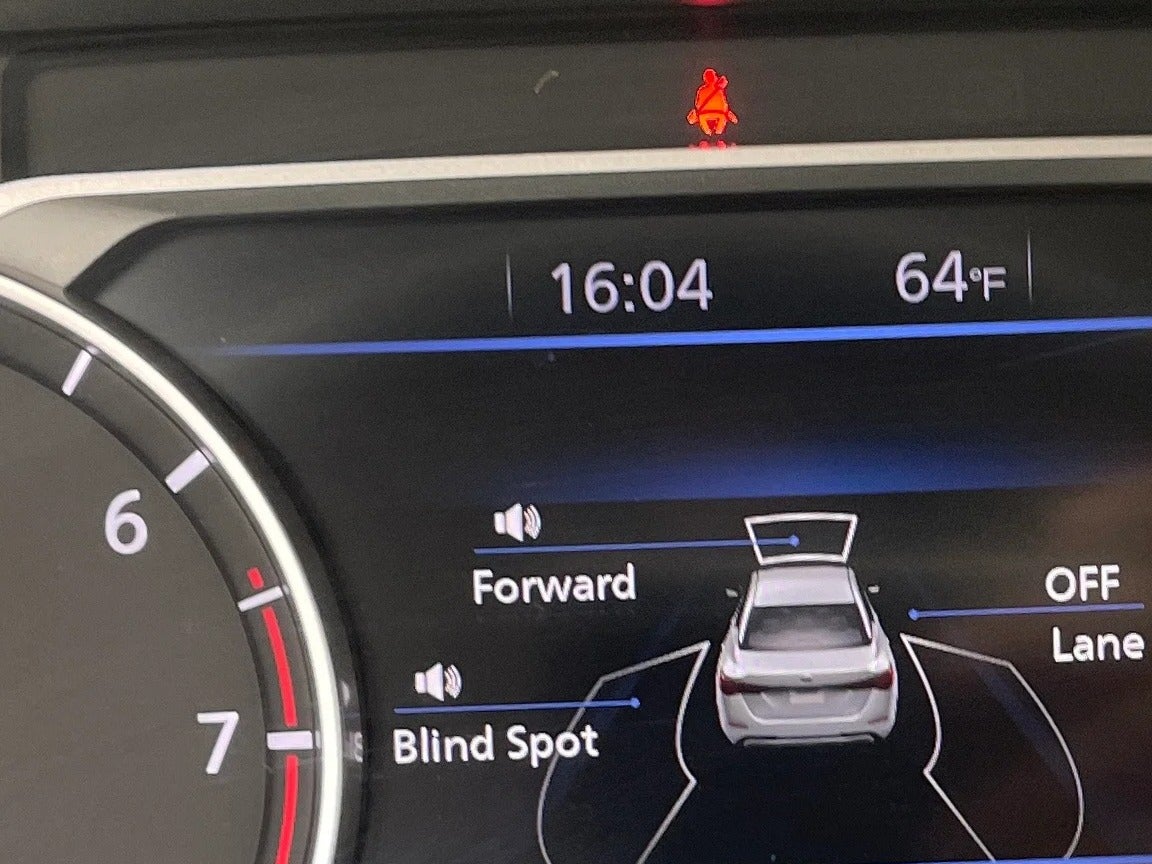 16:04
64°F
6
Forward
OFF
Lane
7
Blind Spot